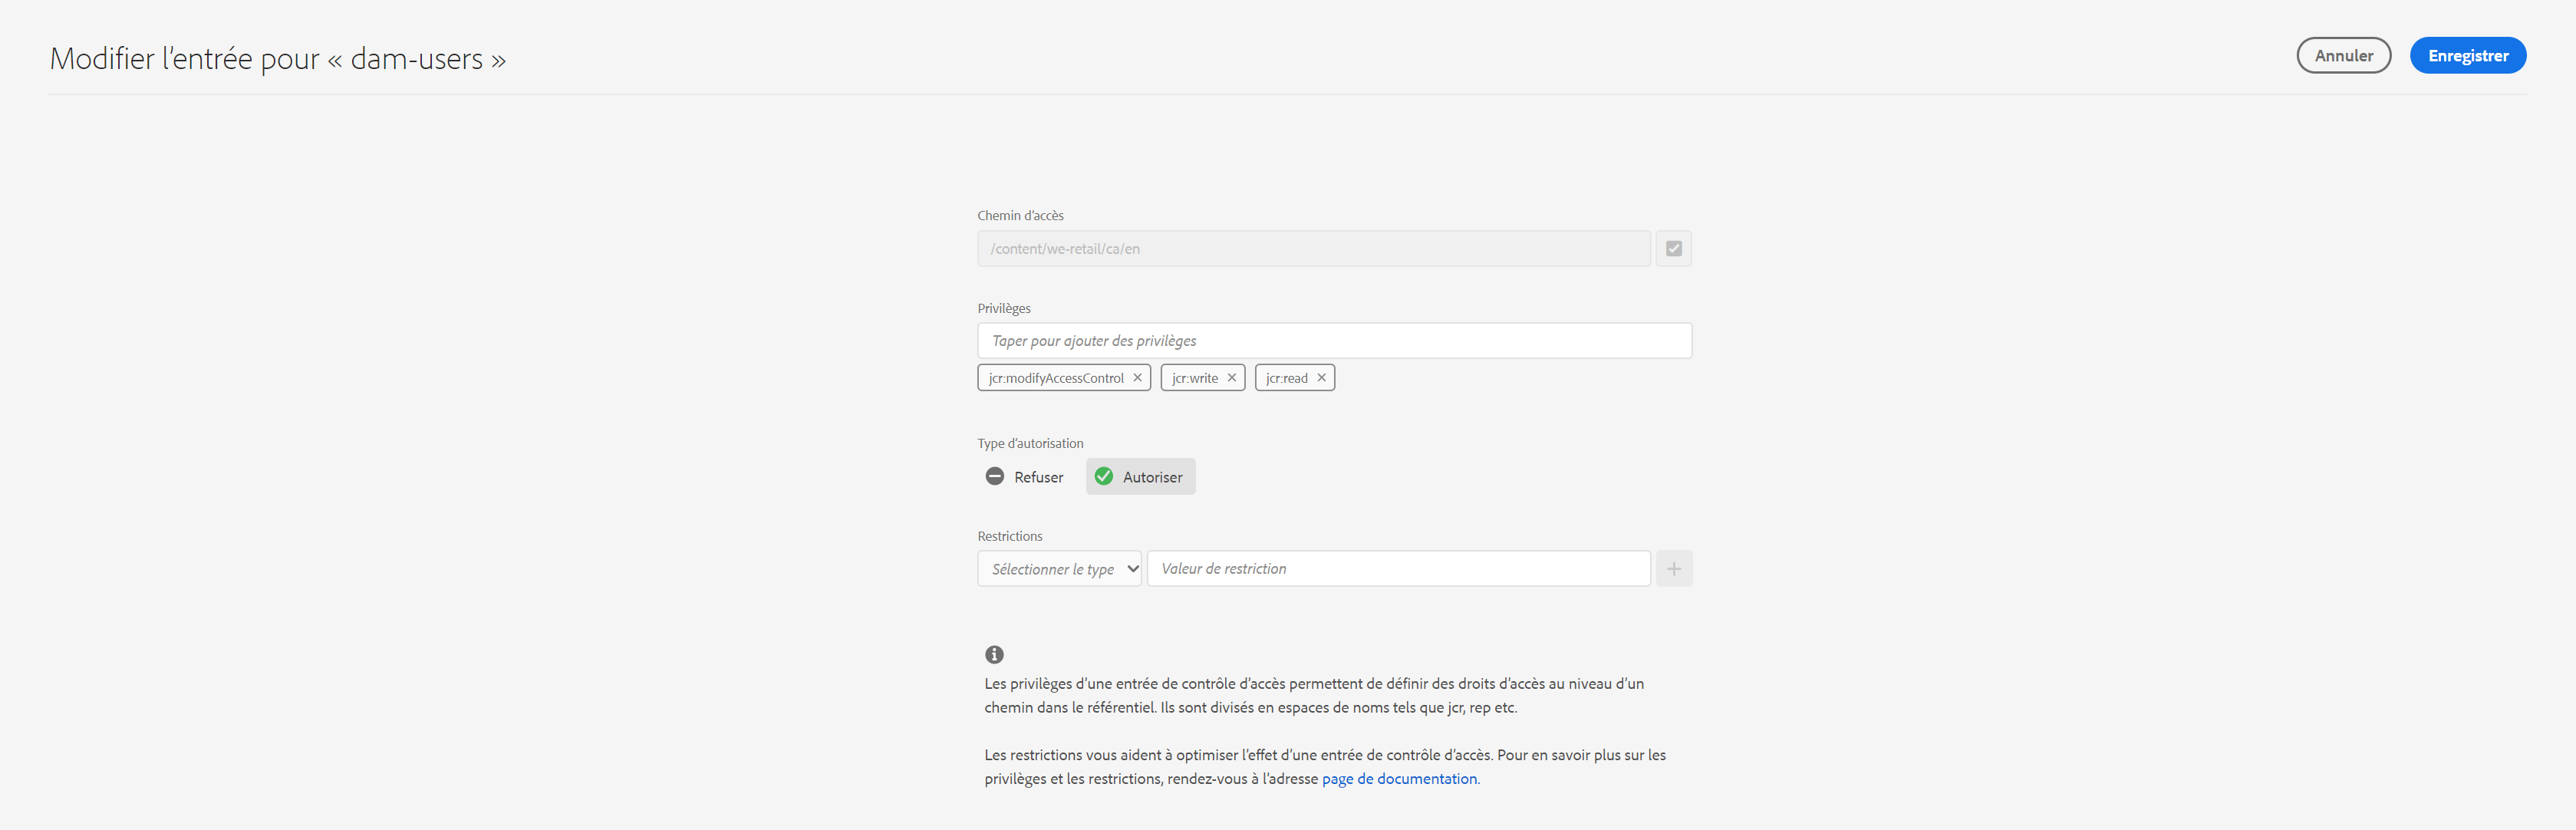 Modifier l’entrée pour « dam-users »
Annuler
Enregistrer
Chemin d’accès
/content/we-retail/ca/en
Privilèges
Taper pour ajouter des privilèges
jcr:modifyAccessControl
jcr:write
jcr:read
Type d’autorisation
Refuser
Autoriser
Restrictions
Sélectionner le type
Valeur de restriction
Les privilèges d’une entrée de contrôle d’accès permettent de définir des droits d’accès au niveau d’un
chemin dans le référentiel. Ils sont divisés en espaces de noms tels que jcr, rep etc.
Les restrictions vous aident à optimiser l’effet d’une entrée de contrôle d’accès. Pour en savoir plus sur les
privilèges et les restrictions, rendez-vous à l’adresse page de documentation.